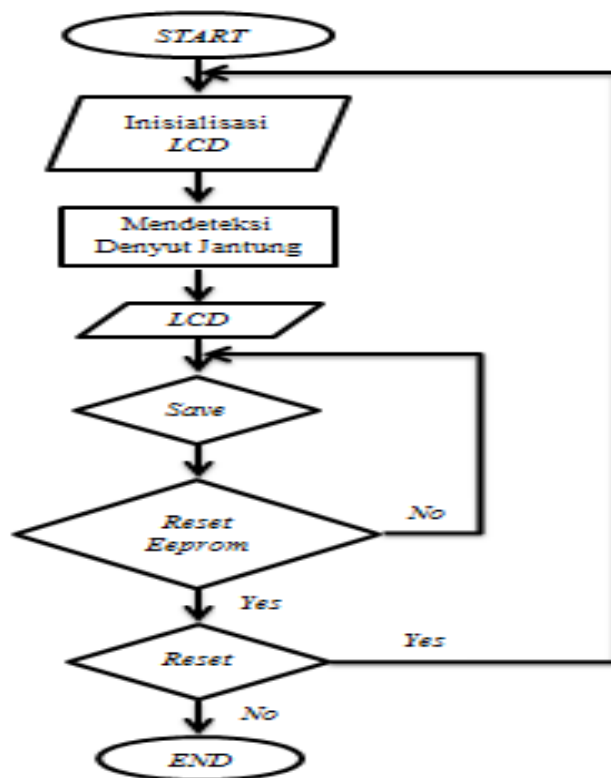 START
Inisialisasi
LCD
Mendeteksi
Denyut Jantung
LCD
Save
Reset
Eeprom
No
Yes
Reset
Yes
No
END